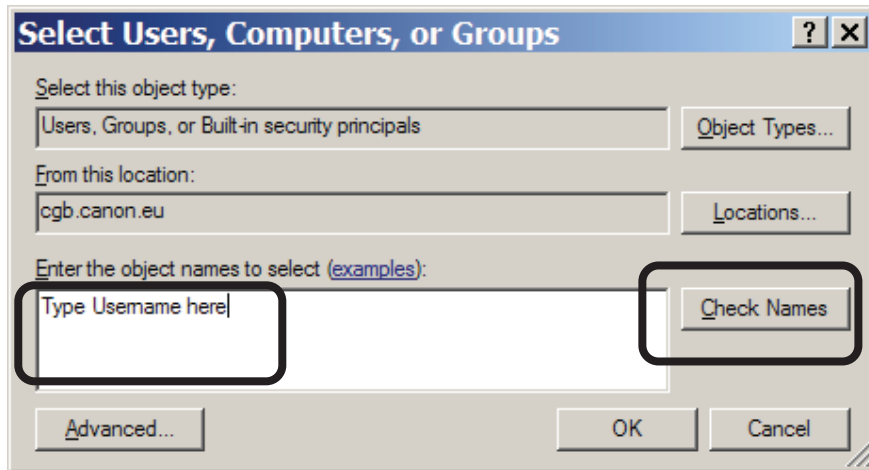 Select Users, Computers, or Groups ? X
Select this object type:
Users, Groups, or Built-in security principals Object Types...
From this location:
cgb.canon.eu Locations...
Enter the object names to select (examples):
Type Username here Check Names
Advanced... OK Cancel